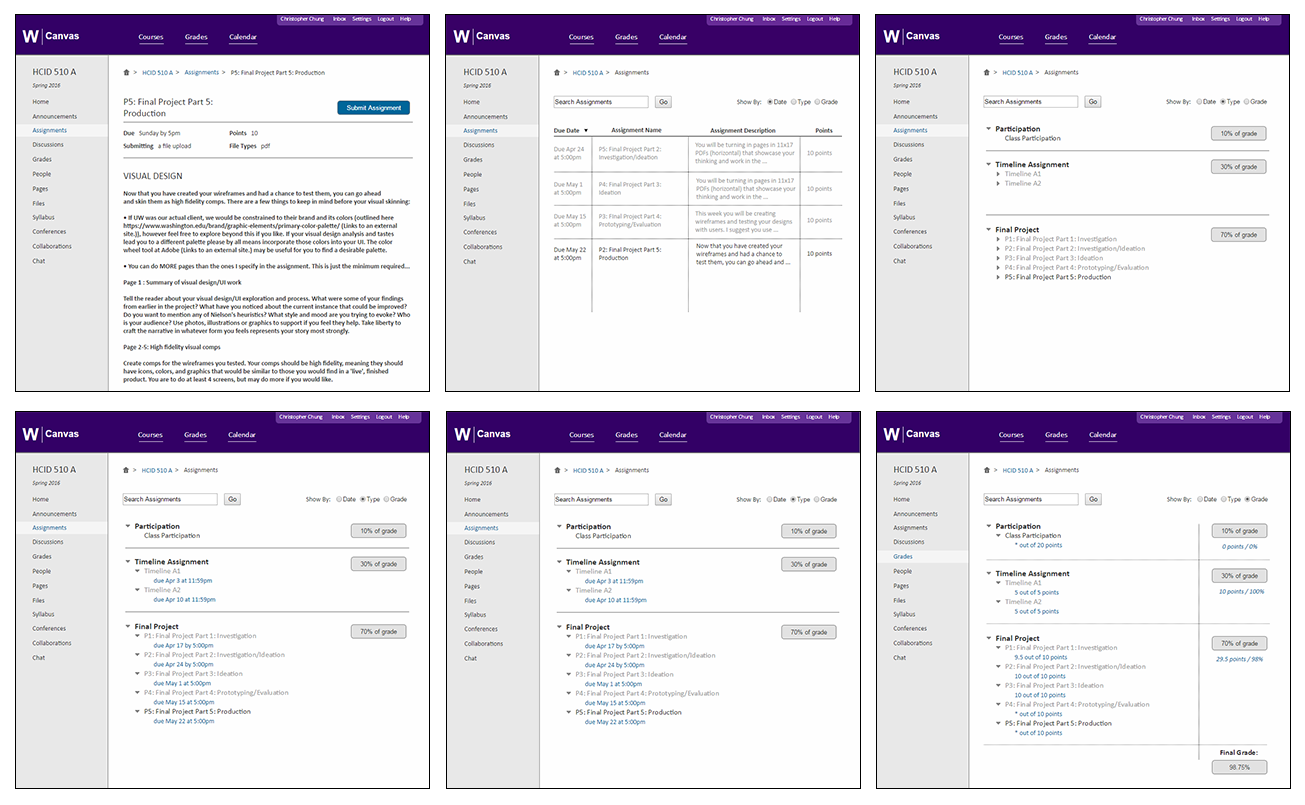 Christopher Chung Inbox Settings Logout Help
W Canvas
Courses Grades Calendar
HCID 510 A
Spring 2016
Home
Announcements
Assignments
Discussions
Grades
People
Pages
Files
Syllabus
Conferences
Collaborations
Chat
> HCID 510 A > Assignments > P5: Final Project Part 5: Production
P5: Final Project Part 5:
Production
Submit Assignment
Due Sunday by 5pm Points 10
Submitting a file upload File Types pdf
VISUAL DESIGN
Now that you have created your wireframes and had a chance to test them, you can go ahead
and skin them as high fidelity comps. There are a few things to keep in mind before your visual skinning:
• If UW was our actual client, we would be constrained to their brand and its colors (outlined here
https://www.washington.edu/brand/graphic-elements/primary-color-palette/ (Links to an external
site.)), however feel free to explore beyond this if you like. If your visual design analysis and tastes
lead you to a different palette please by all means incorporate those colors into your UI. The color
wheel tool at Adobe (Links to an external site.) may be useful for you to find a desirable palette.
• You can do MORE pages than the ones I specify in the assignment. This is just the minimum required...
Page 1 : Summary of visual design/UI work
Tell the reader about your visual design/UI exploration and process. What were some of your findings
from earlier in the project? What have you noticed about the current instance that could be improved?
Do you want to mention any of Nielson's heuristics? What style and mood are you trying to evoke? Who
is your audience? Use photos, illustrations or graphics to support if you feel they help. Take liberty to
craft the narrative in whatever form you feels represents your story most strongly.
Page 2-5: High fidelity visual comps
Create comps for the wireframes you tested. Your comps should be high fidelity, meaning they should
have icons, colors, and graphics that would be similar to those you would find in a 'live', finished
product. You are to do at least 4 screens, but may do more if you would like.
Christopher Chung Inbox Settings Logout Help
W Canvas
Courses Grades Calendar
HCID 510 A
Spring 2016
Home
Announcements
Assignments
Discussions
Grades
People
Pages
Files
Syllabus
Conferences
Collaborations
Chat
> HCID 510 A > Assignments
Search Assignments Go Show By: Date Type Grade
Due Date ▼ Assignment Name Assignment Description Points
Due Apr 24
at 5:00pm
P5: Final Project Part 2:
Investigation/Ideation
You will be turning in pages in 11x17
PDFs (horizontal) that showcase your
thinking and work in the ...
10 points
Due May 1
at 5:00pm
P4: Final Project Part 3:
Ideation
You will be turning in pages in 11x17
PDFs (horizontal) that showcase your
thinking and work in the ...
10 points
Due May 15
at 5:00pm
P3: Final Project Part 4:
Prototyping/Evaluation
This week you will be creating
wireframes and testing your designs
with users. I suggest you use ...
10 points
Due May 22
at 5:00pm
P2: Final Project Part 5:
Production
Now that you have created your
wireframes and had a chance to
test them, you can go ahead and ...
10 points
Christopher Chung Inbox Settings Logout Help
W Canvas
Courses Grades Calendar
HCID 510 A
Spring 2016
Home
Announcements
Assignments
Discussions
Grades
People
Pages
Files
Syllabus
Conferences
Collaborations
Chat
> HCID 510 A > Assignments
Search Assignments Go Show By: Date Type Grade
Participation
Class Participation
10% of grade
Timeline Assignment
30% of grade
Timeline A1
Timeline A2
Final Project
70% of grade
P1: Final Project Part 1: Investigation
P2: Final Project Part 2: Investigation/Ideation
P3: Final Project Part 3: Ideation
P4: Final Project Part 4: Prototyping/Evaluation
P5: Final Project Part 5: Production
Christopher Chung Inbox Settings Logout Help
W Canvas
Courses Grades Calendar
HCID 510 A
Spring 2016
Home
Announcements
Assignments
Discussions
Grades
People
Pages
Files
Syllabus
Conferences
Collaborations
Chat
> HCID 510 A > Assignments
Search Assignments Go Show By: Date Type Grade
Participation
Class Participation
10% of grade
Timeline Assignment
30% of grade
Timeline A1
due Apr 3 at 11:59pm
Timeline A2
due Apr 10 at 11:59pm
Final Project
70% of grade
P1: Final Project Part 1: Investigation
due Apr 17 by 5:00pm
P2: Final Project Part 2: Investigation/Ideation
due Apr 24 by 5:00pm
P3: Final Project Part 3: Ideation
due May 1 at 5:00pm
P4: Final Project Part 4: Prototyping/Evaluation
due May 15 at 5:00pm
P5: Final Project Part 5: Production
due May 22 at 5:00pm
Christopher Chung Inbox Settings Logout Help
W Canvas
Courses Grades Calendar
HCID 510 A
Spring 2016
Home
Announcements
Assignments
Discussions
Grades
People
Pages
Files
Syllabus
Conferences
Collaborations
Chat
> HCID 510 A > Assignments
Search Assignments Go Show By: Date Type Grade
Participation
Class Participation
10% of grade
Timeline Assignment
30% of grade
Timeline A1
due Apr 3 at 11:59pm
Timeline A2
due Apr 10 at 11:59pm
Final Project
70% of grade
P1: Final Project Part 1: Investigation
due Apr 17 by 5:00pm
P2: Final Project Part 2: Investigation/Ideation
due Apr 24 by 5:00pm
P3: Final Project Part 3: Ideation
due May 1 at 5:00pm
P4: Final Project Part 4: Prototyping/Evaluation
due May 15 at 5:00pm
P5: Final Project Part 5: Production
due May 22 at 5:00pm
Christopher Chung Inbox Settings Logout Help
W Canvas
Courses Grades Calendar
HCID 510 A
Spring 2016
Home
Announcements
Assignments
Discussions
Grades
People
Pages
Files
Syllabus
Conferences
Collaborations
Chat
> HCID 510 A > Assignments
Search Assignments Go Show By: Date Type Grade
Participation
Class Participation
* out of 20 points
10% of grade
0 points / 0%
Timeline Assignment
Timeline A1
5 out of 5 points
Timeline A2
5 out of 5 points
30% of grade
10 points / 100%
Final Project
P1: Final Project Part 1: Investigation
9.5 out of 10 points
P2: Final Project Part 2: Investigation/Ideation
10 out of 10 points
P3: Final Project Part 3: Ideation
10 out of 10 points
P4: Final Project Part 4: Prototyping/Evaluation
* out of 10 points
P5: Final Project Part 5: Production
* out of 10 points
70% of grade
29.5 points / 98%
Final Grade:
98.75%